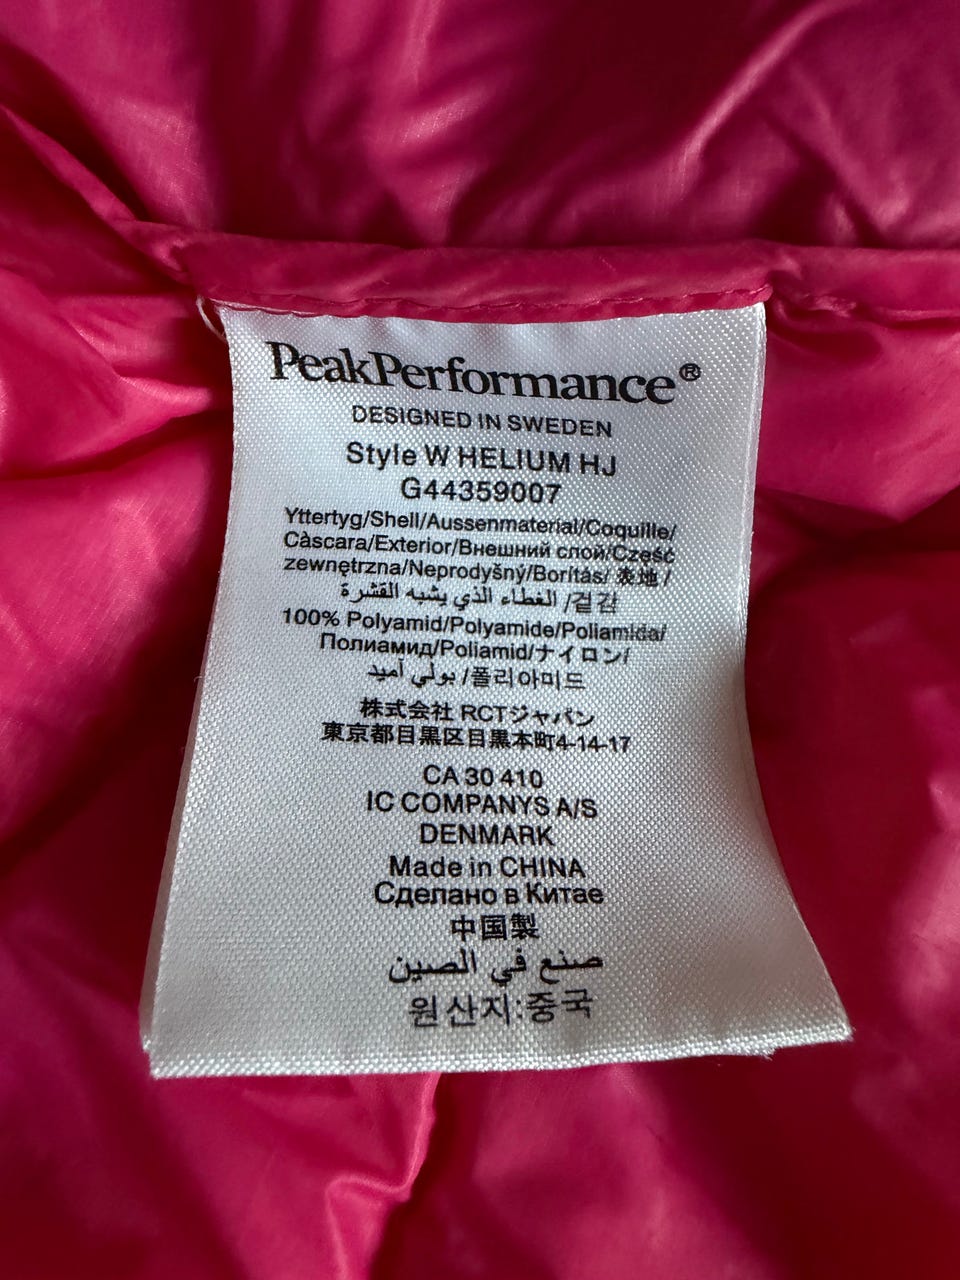 PeakPerformance®
DESIGNED IN SWEDEN
Style W HELIUM HJ
G44359007
Yttertyg/Shell/Aussenmaterial/Coquille/
Càscara/Exterior/Внешний слой/Część
zewnętrzna/Neprodyšný/Borítás/ 表地 /
الغطاء الذي يشبه القشرة /겉감
100% Polyamid/Polyamide/Poliamida/
Полиамид/Poliamid/ナイロン/
بولي أميد /폴리아미드
株式会社 RCTジャパン
東京都目黒区目黒本町4-14-17
CA 30 410
IC COMPANYS A/S
DENMARK
Made in CHINA
Сделано в Китае
中国製
صنع في الصين
원산지:중국